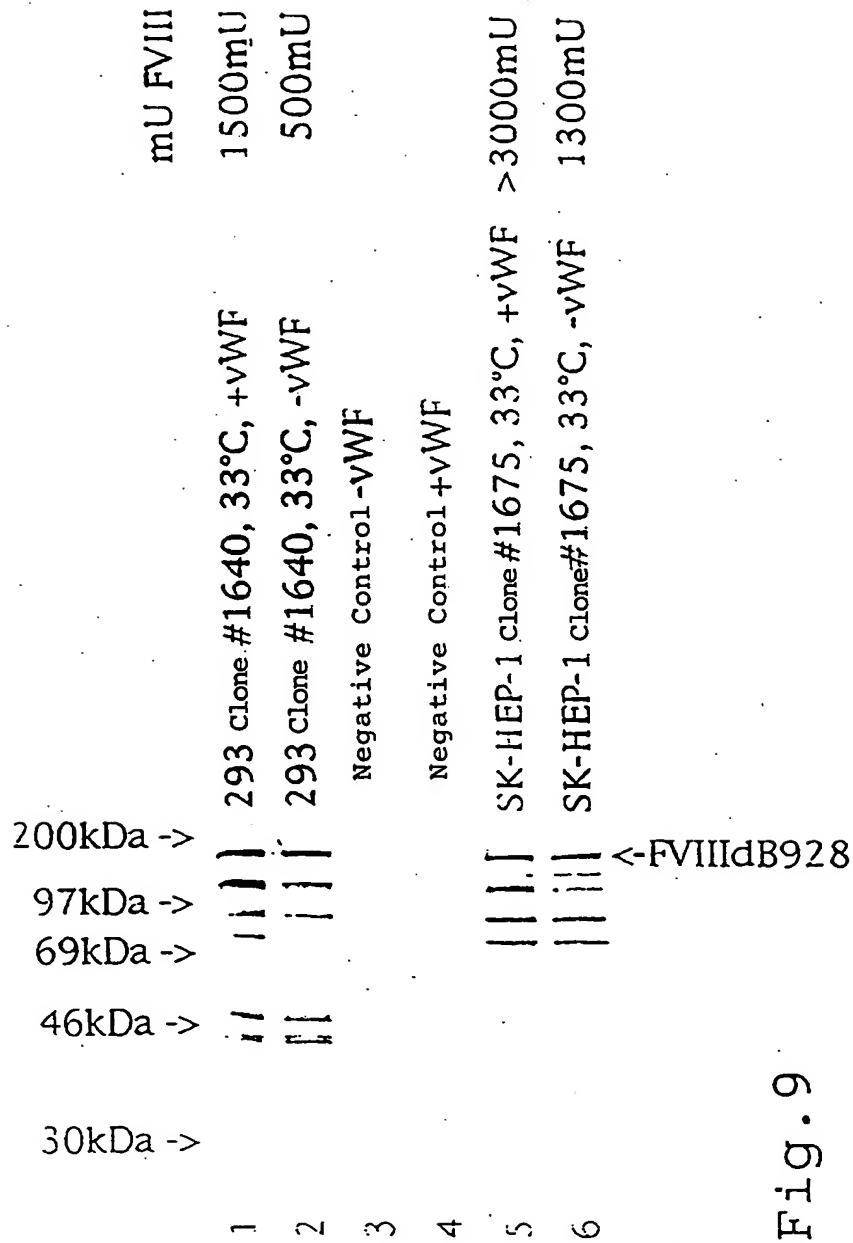 mU FVIII
293 Clone #1640, 33°C, +vWF 1500mU
293 Clone #1640, 33°C, -vWF 500mU
Negative Control -vWF
Negative Control +vWF
SK-HEP-1 Clone #1675, 33°C, +vWF >3000mU
SK-HEP-1 Clone #1675, 33°C, -vWF 1300mU
200kDa ->
<-FVIIIdB928
97kDa ->
69kDa ->
46kDa ->
30kDa ->
1
2
3
4
5
6
Fig.9